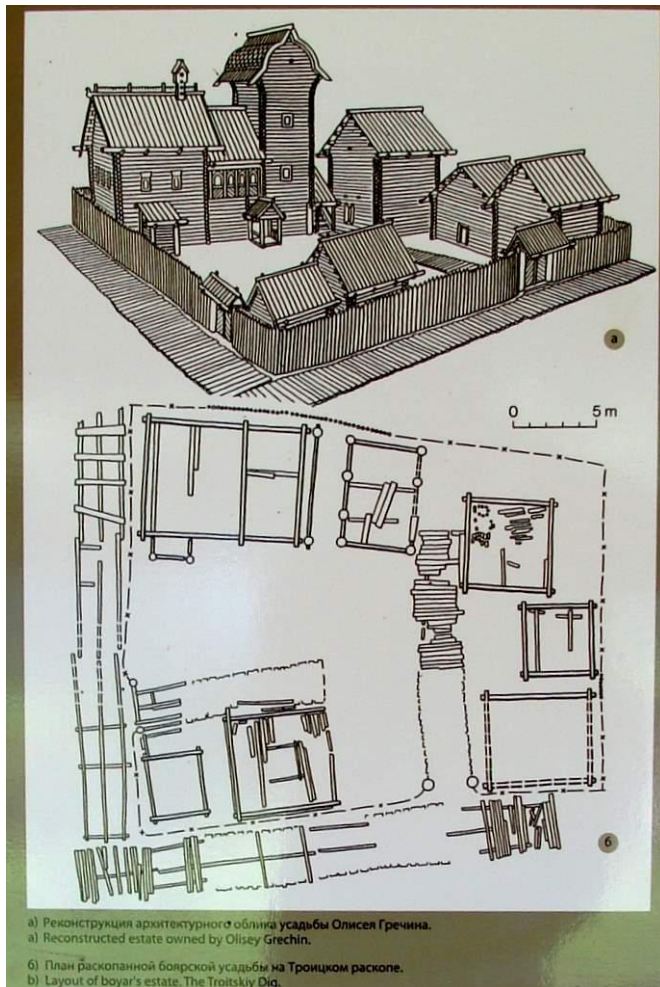 а
0 5 m
б
а) Реконструкция архитектурного облика усадьбы Олисея Гречина.
a) Reconstructed estate owned by Olisey Grechin.
б) План раскопанной боярской усадьбы на Троицком раскопе.
b) Layout of boyar's estate. The Troitskiy Dig.